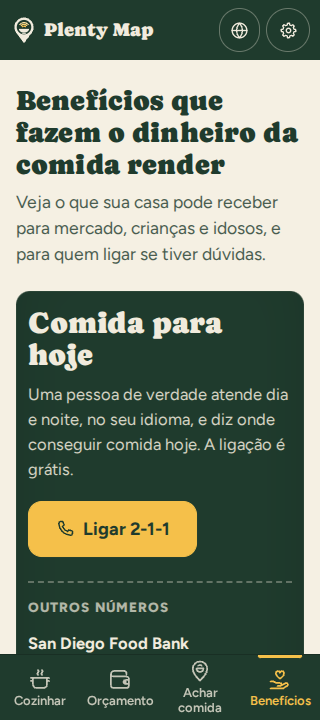 Plenty Map
Benefícios que
fazem o dinheiro da
comida render
Veja o que sua casa pode receber
para mercado, crianças e idosos, e
para quem ligar se tiver dúvidas.
Comida para
hoje
Uma pessoa de verdade atende dia
e noite, no seu idioma, e diz onde
conseguir comida hoje. A ligação é
grátis.
Ligar 2-1-1
OUTROS NÚMEROS
San Diego Food Bank
Cozinhar
Orçamento
Achar
comida
Benefícios